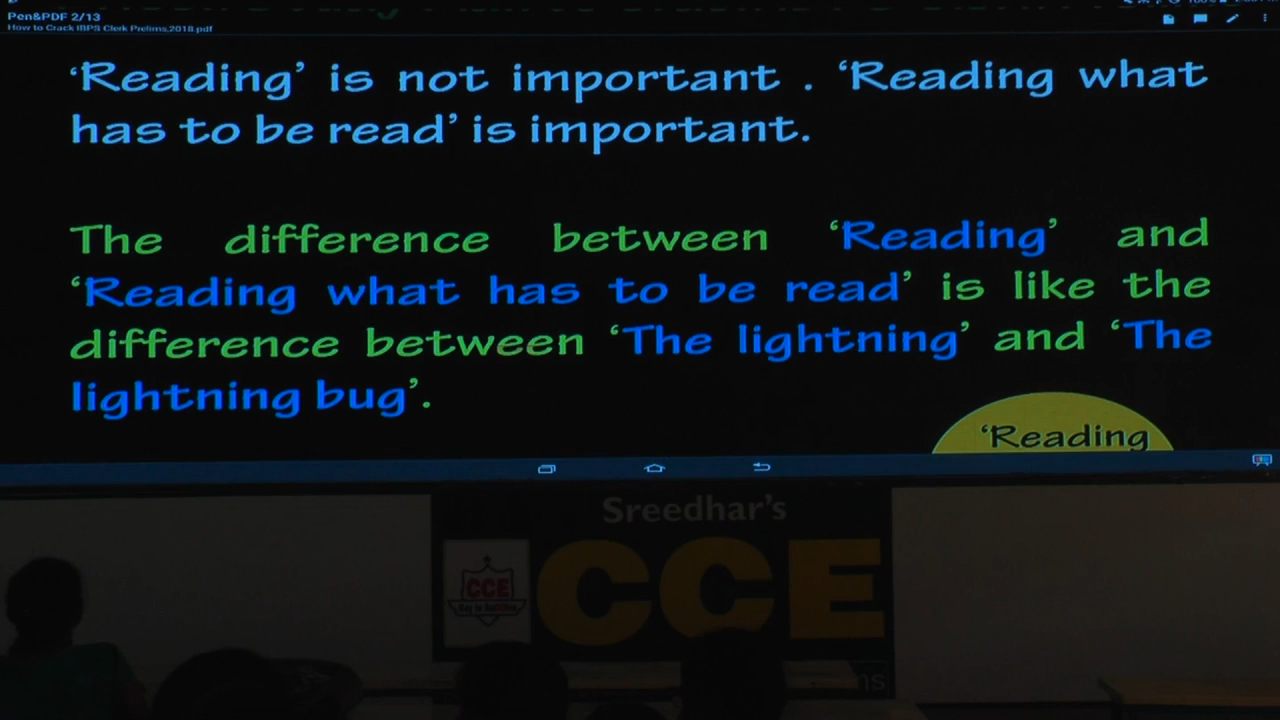 Pen&PDF 2/13
How to Crack IBPS Clerk Prelims,2018.pdf
‘Reading’ is not important . ‘Reading what
has to be read’ is important.
The difference between ‘Reading’ and
‘Reading what has to be read’ is like the
difference between ‘The lightning’ and ‘The
lightning bug’.
‘Reading
Sreedhar's
CCE
CCE